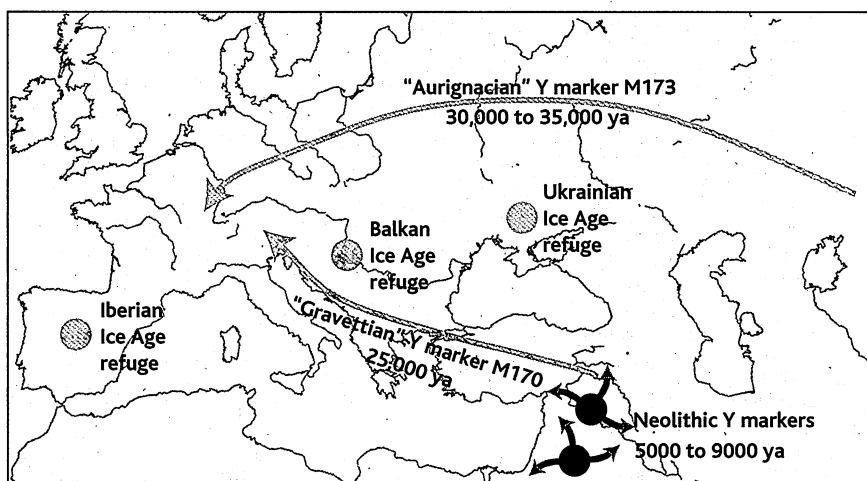 “Aurignacian” Y marker M173
30,000 to 35,000 ya
Ukrainian
Ice Age
refuge
Balkan
Ice Age
refuge
Iberian
Ice Age
refuge
“Gravettian” Y marker M170
25,000 ya
Neolithic Y markers
5000 to 9000 ya